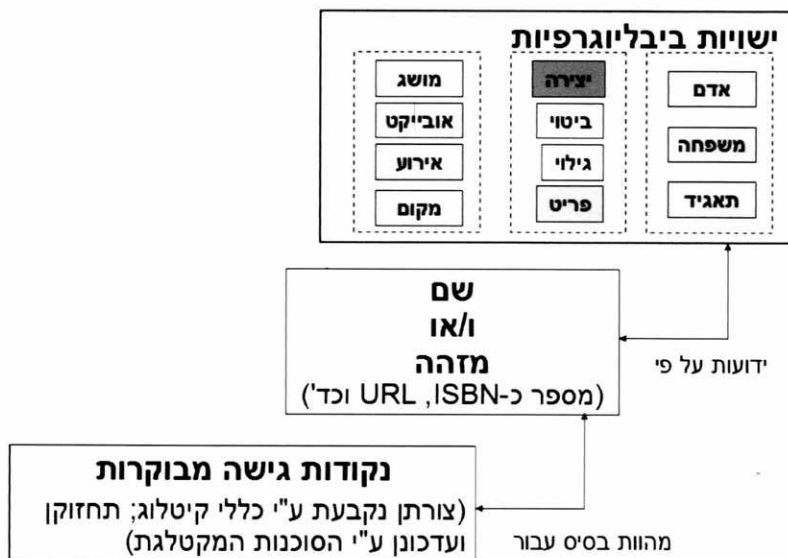 ישויות ביבליוגרפיות
אדם
משפחה
תאגיד
יצירה
ביטוי
גילוי
פריט
מושג
אובייקט
אירוע
מקום
ידועות על פי
שם
ו/או
מזהה
(מספר כ-URL ,ISBN וכד')
מהוות בסיס עבור
נקודות גישה מבוקרות
(צורתן נקבעת ע"י כללי קיטלוג; תחזוקן
ועדכונן ע"י הסוכנות המקטלגת)